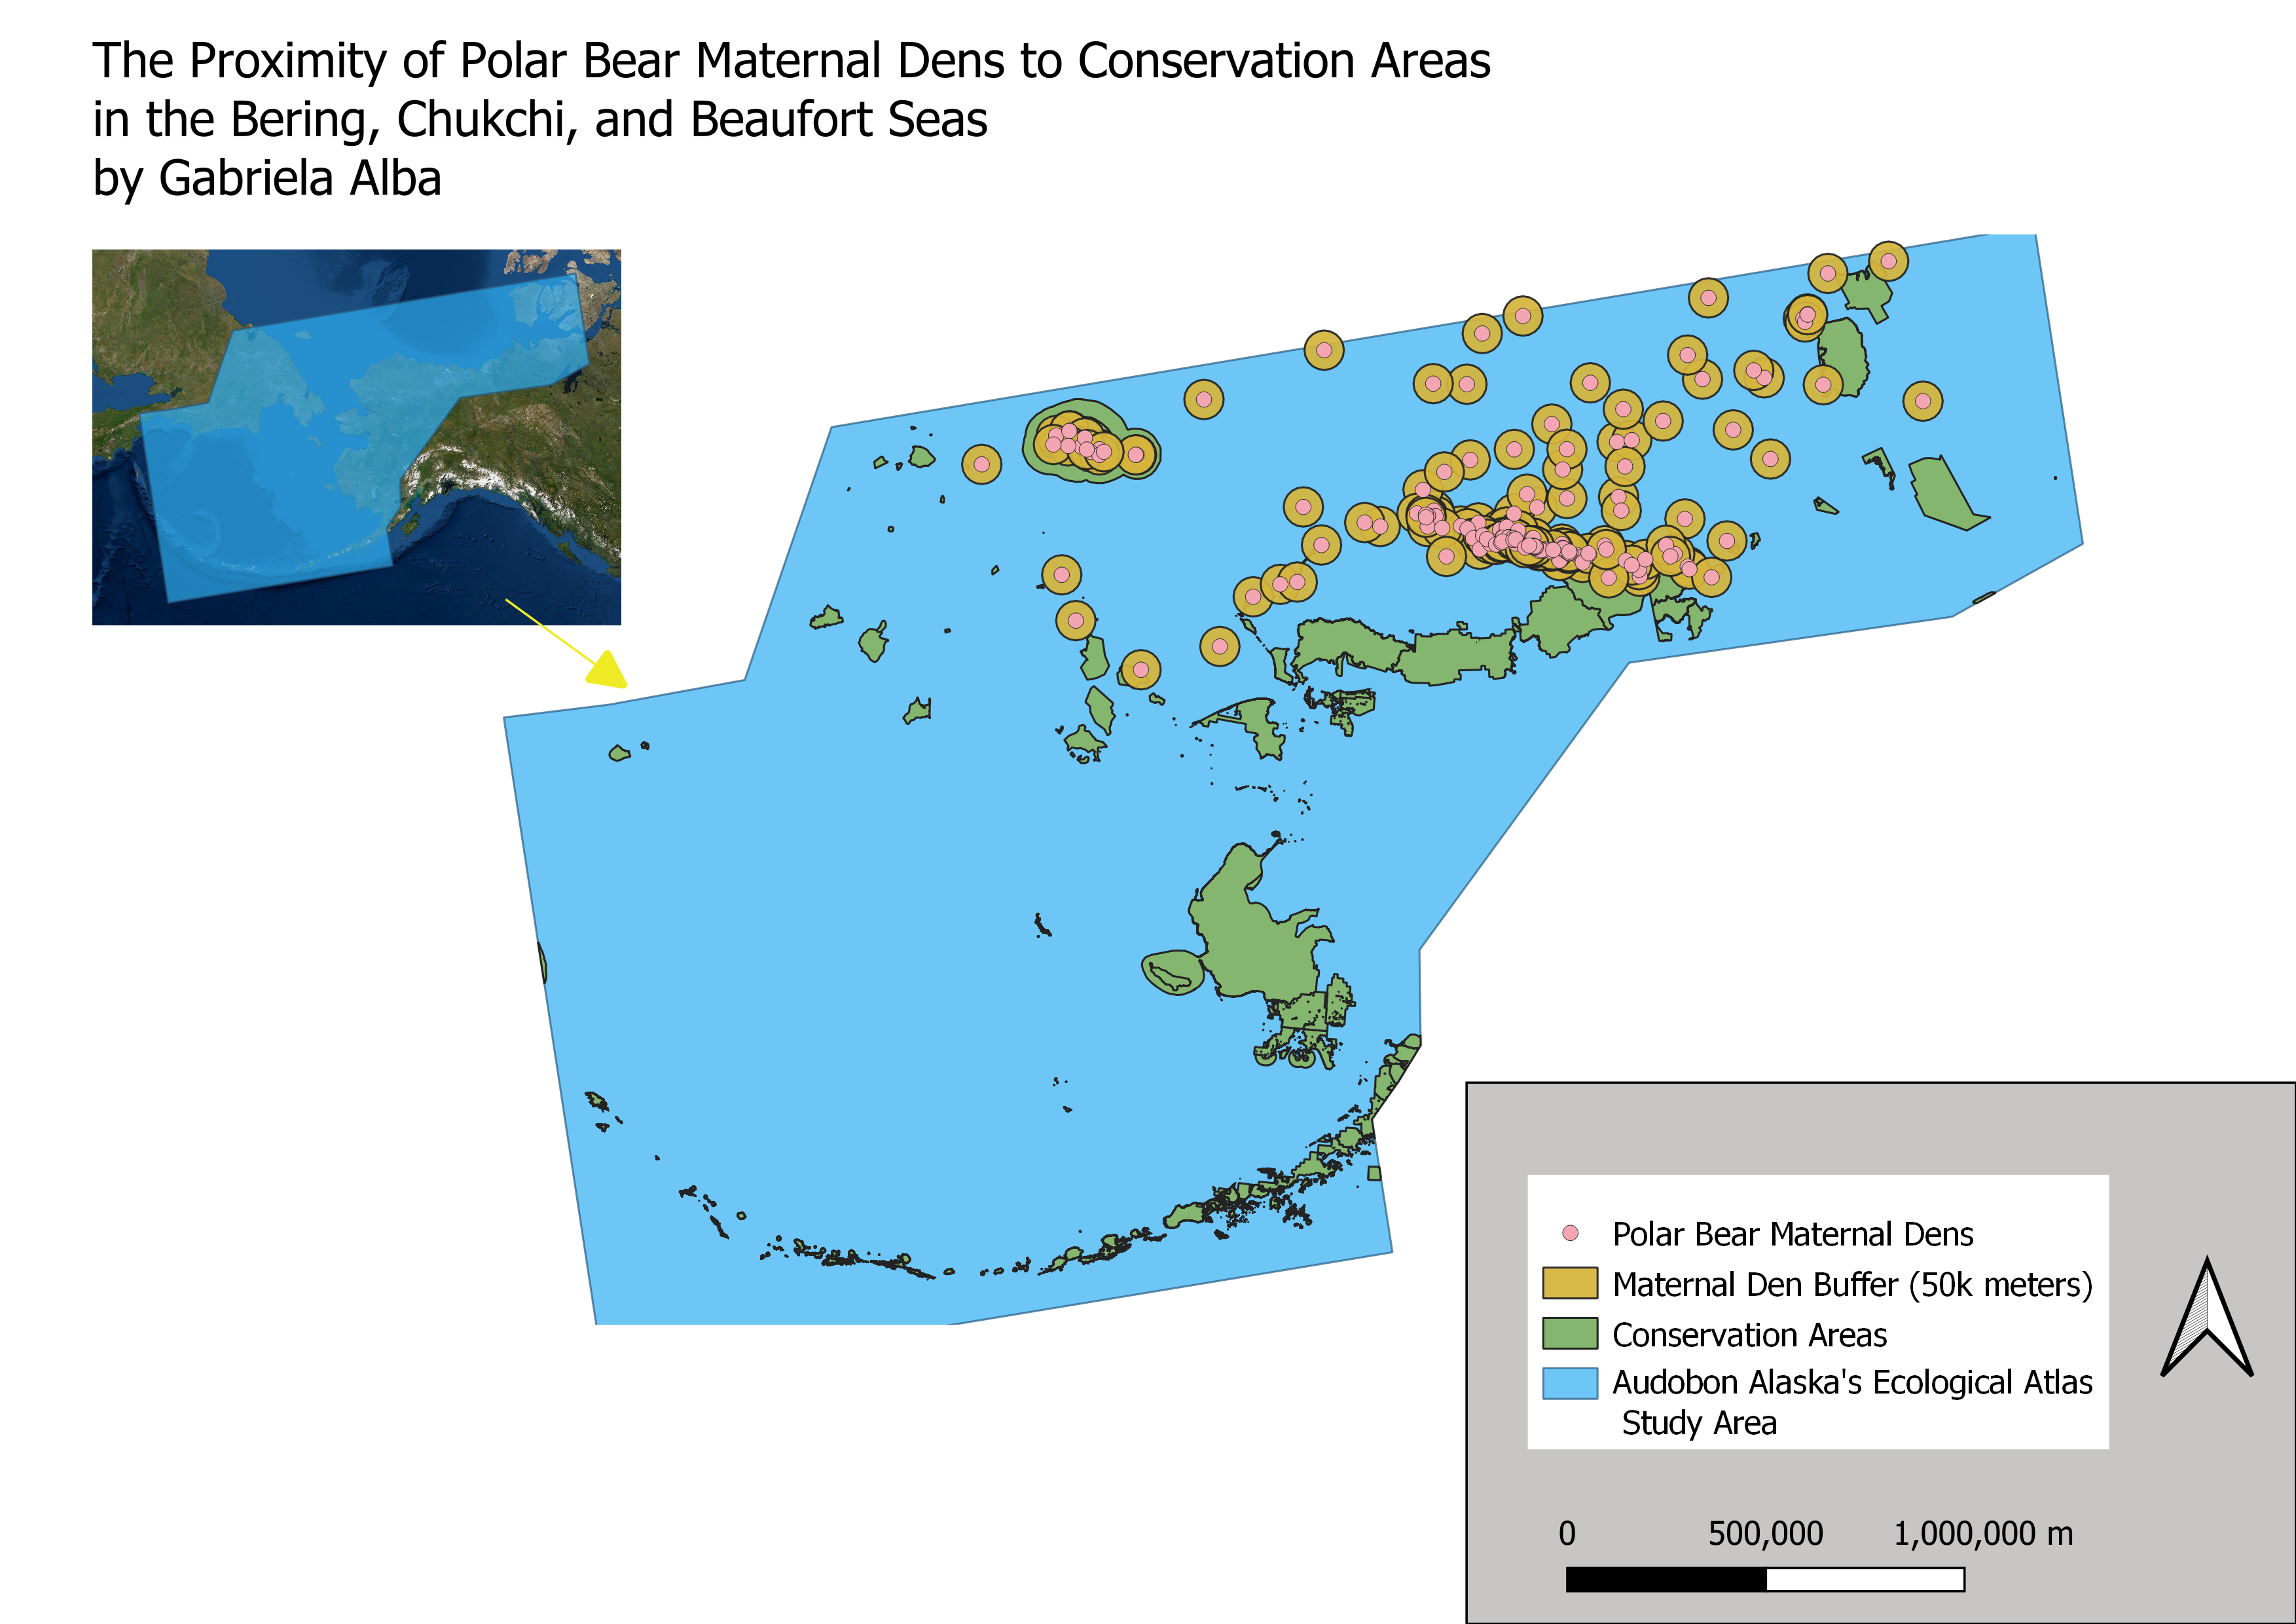 The Proximity of Polar Bear Maternal Dens to Conservation Areas
in the Bering, Chukchi, and Beaufort Seas
by Gabriela Alba
Polar Bear Maternal Dens
Maternal Den Buffer (50k meters)
Conservation Areas
Audobon Alaska's Ecological Atlas
Study Area
0 500,000 1,000,000 m